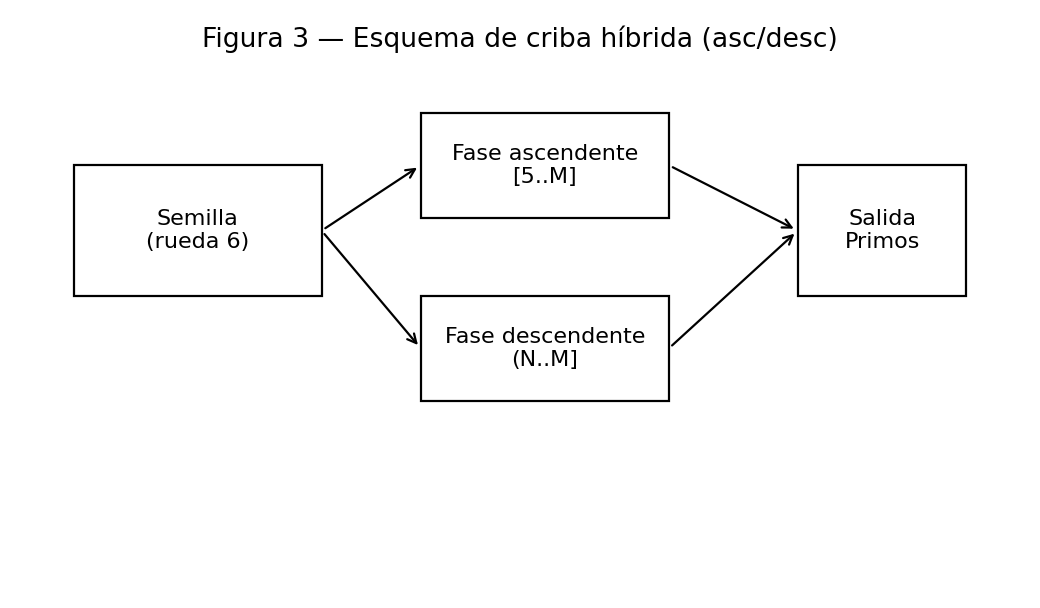 Figura 3 — Esquema de criba híbrida (asc/desc)
Semilla
(rueda 6)
Fase ascendente
[5..M]
Fase descendente
(N..M]
Salida
Primos